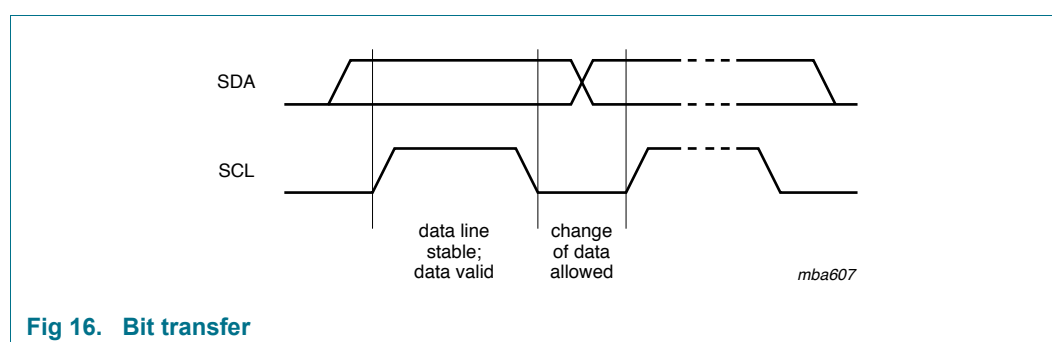 SDA
SCL
data line
stable;
data valid
change
of data
allowed
mba607
Fig 16. Bit transfer